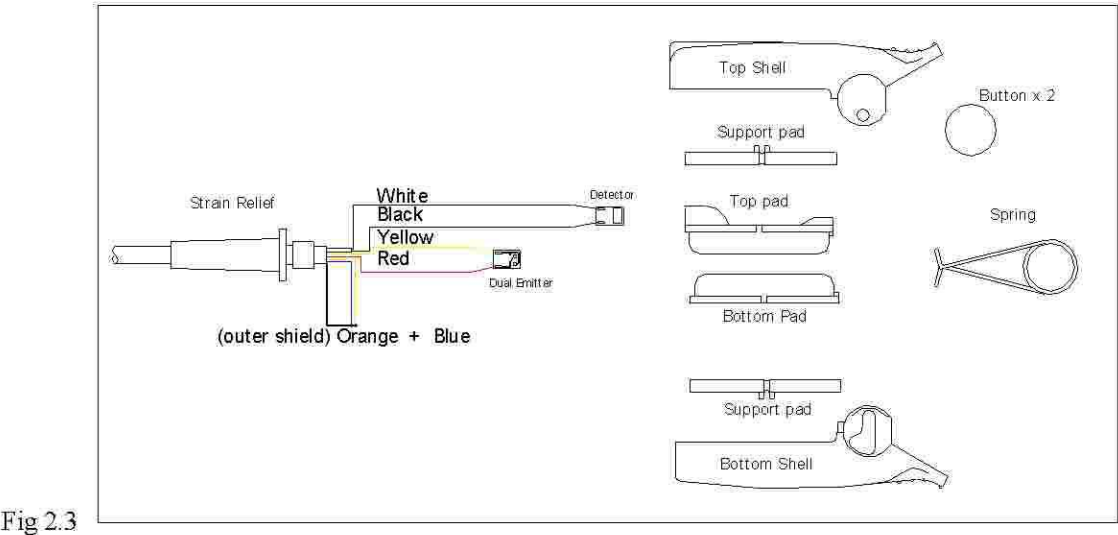 Top Shell
Button x 2
Support pad
White
Detector
Strain Relief
Black
Top pad
Spring
Yellow
Red
Dual Emitter
Bottom Pad
(outer shield) Orange + Blue
Support pad
Bottom Shell
Fig 2.3